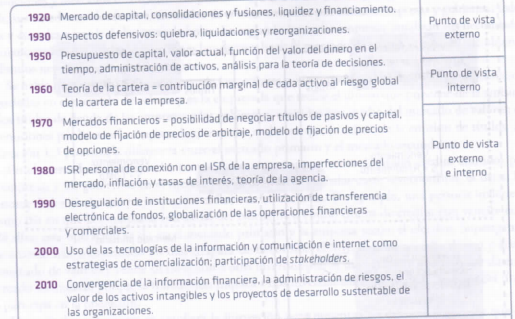 1920 Mercado de capital, consolidaciones y fusiones, liquidez y financiamiento.
1930 Aspectos defensivos: quiebra, liquidaciones y reorganizaciones.
Punto de vista
externo
1950 Presupuesto de capital, valor actual, función del valor del dinero en el
tiempo, administración de activos, análisis para la teoría de decisiones.
1960 Teoría de la cartera = contribución marginal de cada activo al riesgo global
de la cartera de la empresa.
Punto de vista
interno
1970 Mercados financieros = posibilidad de negociar títulos de pasivos y capital,
modelo de fijación de precios de arbitraje, modelo de fijación de precios
de opciones.
1980 ISR personal de conexión con el ISR de la empresa, imperfecciones del
mercado, inflación y tasas de interés, teoría de la agencia.
1990 Desregulación de instituciones financieras, utilización de transferencia
electrónica de fondos, globalización de las operaciones financieras
y comerciales.
2000 Uso de las tecnologías de la información y comunicación e internet como
estrategias de comercialización; participación de stakeholders.
2010 Convergencia de la información financiera, la administración de riesgos, el
valor de los activos intangibles y los proyectos de desarrollo sustentable de
las organizaciones.
Punto de vista
externo
e interno